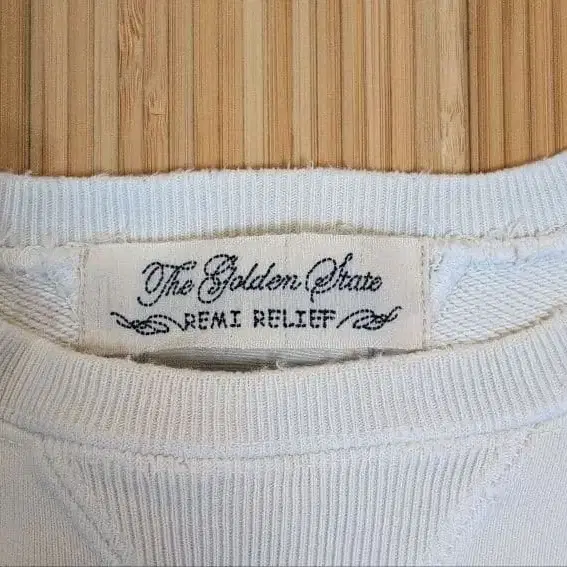 The Golden State
REMI RELIEF